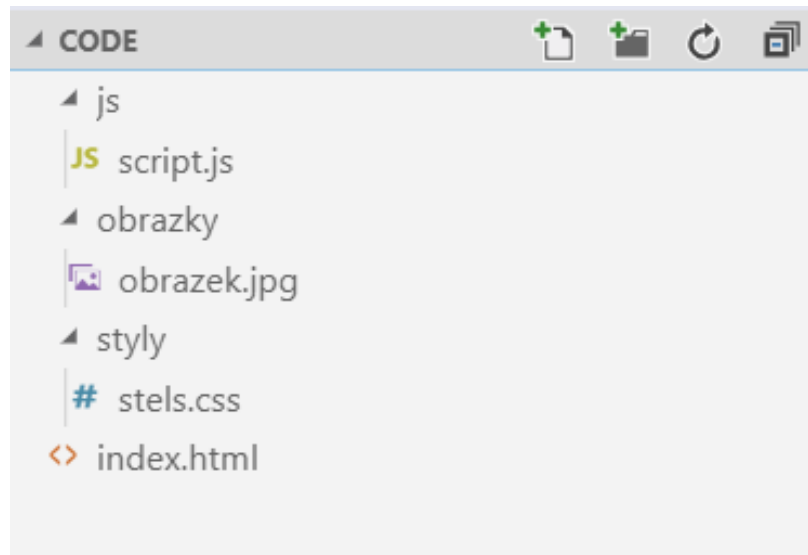 CODE
js
JS script.js
obrazky
obrazek.jpg
styly
# stels.css
<> index.html